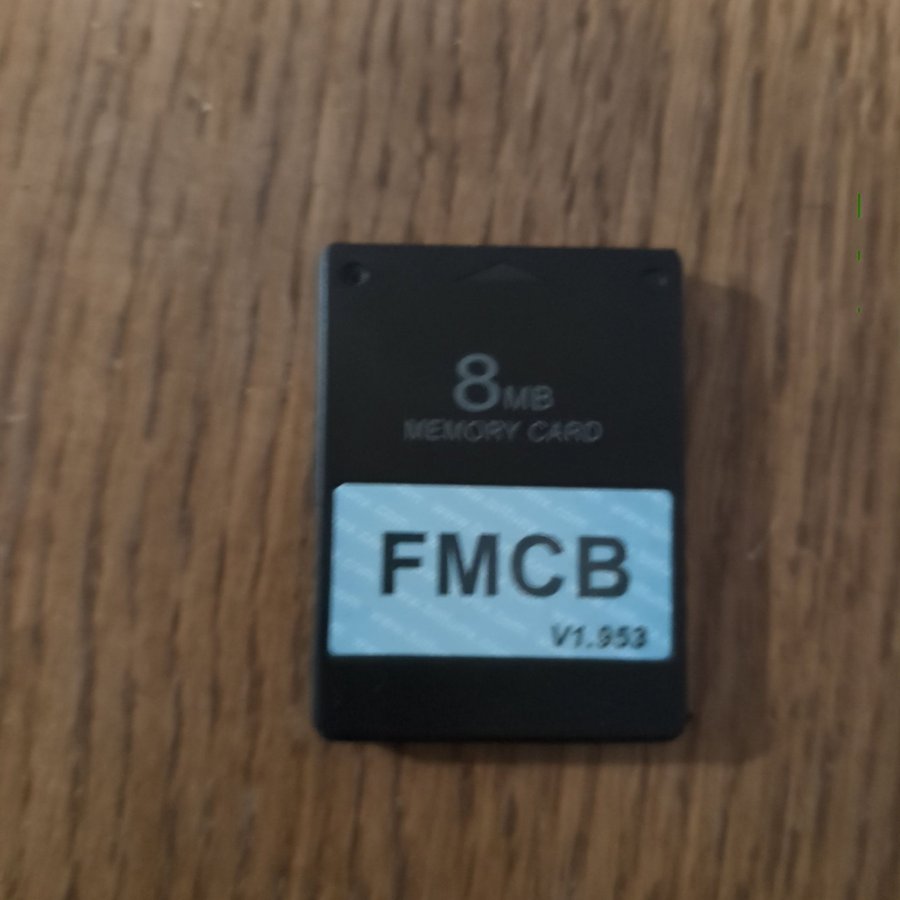 8MB
MEMORY CARD
FMCB
V1.953